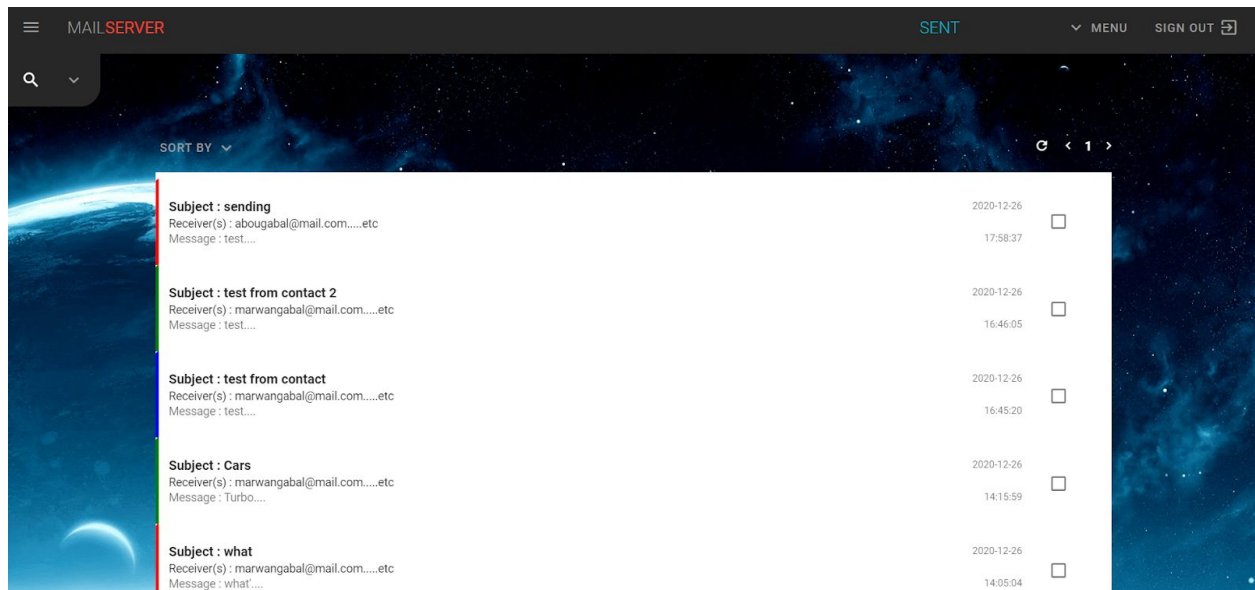 MAILSERVER
SENT
MENU
SIGN OUT
SORT BY
1
Subject : sending
2020-12-26
Receiver(s) : abougabal@mail.com.....etc
Message : test....
17:58:37
Subject : test from contact 2
2020-12-26
Receiver(s) : marwangabal@mail.com.....etc
Message : test....
16:46:05
Subject : test from contact
2020-12-26
Receiver(s) : marwangabal@mail.com.....etc
Message : test....
16:45:20
Subject : Cars
2020-12-26
Receiver(s) : marwangabal@mail.com.....etc
Message : Turbo....
14:15:59
Subject : what
2020-12-26
Receiver(s) : marwangabal@mail.com.....etc
Message : what'....
14:05:04